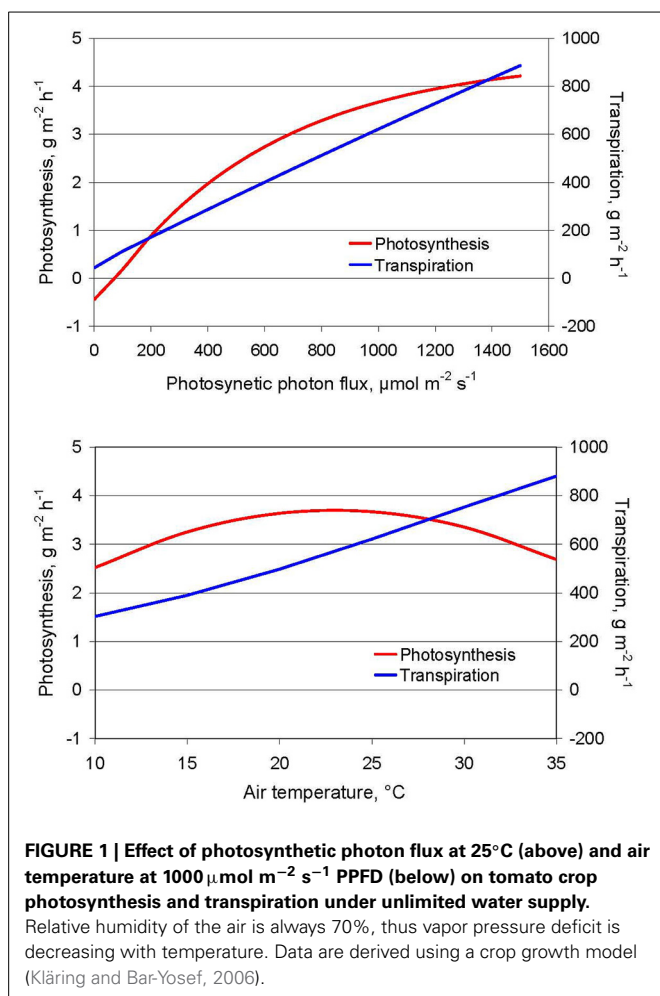 5
4
3
2
1
0
-1
Photosynthesis, g m⁻² h⁻¹
1000
800
600
400
200
0
-200
Transpiration, g m⁻² h⁻¹
Photosynthesis
Transpiration
0 200 400 600 800 1000 1200 1400 1600
Photosynetic photon flux, µmol m⁻² s⁻¹
5
4
3
2
1
0
-1
Photosynthesis, g m⁻² h⁻¹
1000
800
600
400
200
0
-200
Transpiration, g m⁻² h⁻¹
Photosynthesis
Transpiration
10 15 20 25 30 35
Air temperature, °C
FIGURE 1 | Effect of photosynthetic photon flux at 25°C (above) and air
temperature at 1000 µmol m⁻² s⁻¹ PPFD (below) on tomato crop
photosynthesis and transpiration under unlimited water supply.
Relative humidity of the air is always 70%, thus vapor pressure deficit is
decreasing with temperature. Data are derived using a crop growth model
(Kläring and Bar-Yosef, 2006).